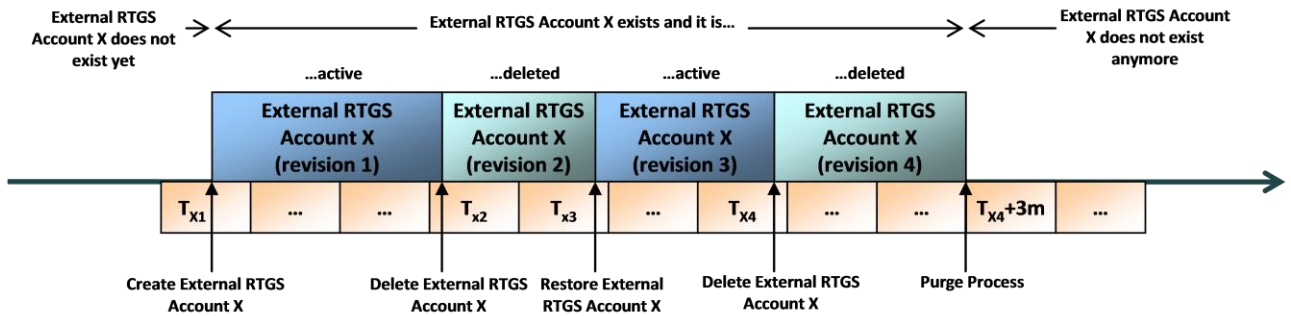 External RTGS
Account X does not
exist yet
External RTGS Account X exists and it is...
External RTGS Account
X does not exist
anymore
...active
...deleted
...active
...deleted
External RTGS
Account X
(revision 1)
External RTGS
Account X
(revision 2)
External RTGS
Account X
(revision 3)
External RTGS
Account X
(revision 4)
TX1
...
...
Tx2
Tx3
...
TX4
...
...
TX4+3m
...
Create External RTGS
Account X
Delete External RTGS
Account X
Restore External
RTGS Account X
Delete External RTGS
Account X
Purge Process